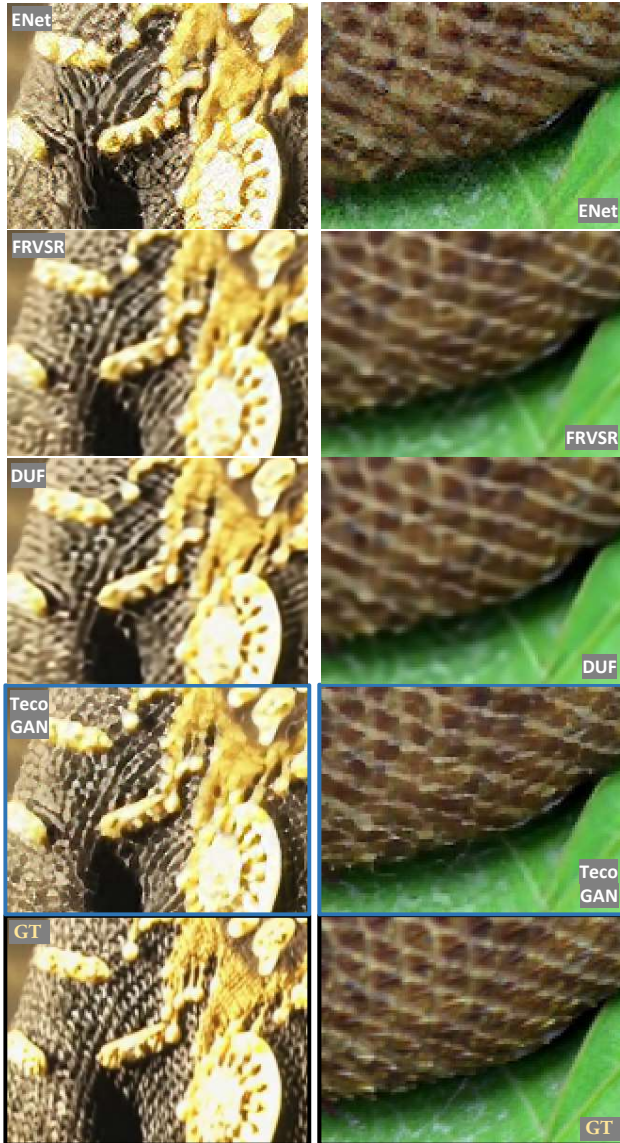 ENet
ENet
FRVSR
FRVSR
DUF
DUF
Teco
GAN
Teco
GAN
GT
GT